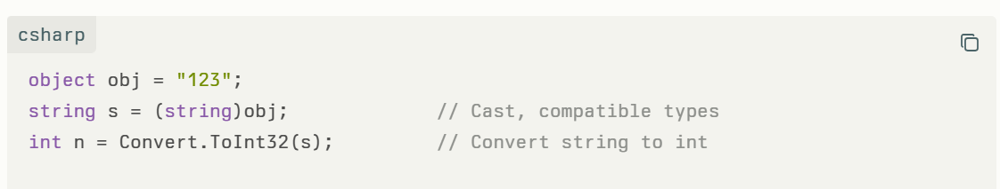 csharp
object obj = "123";
string s = (string)obj;             // Cast, compatible types
int n = Convert.ToInt32(s);         // Convert string to int